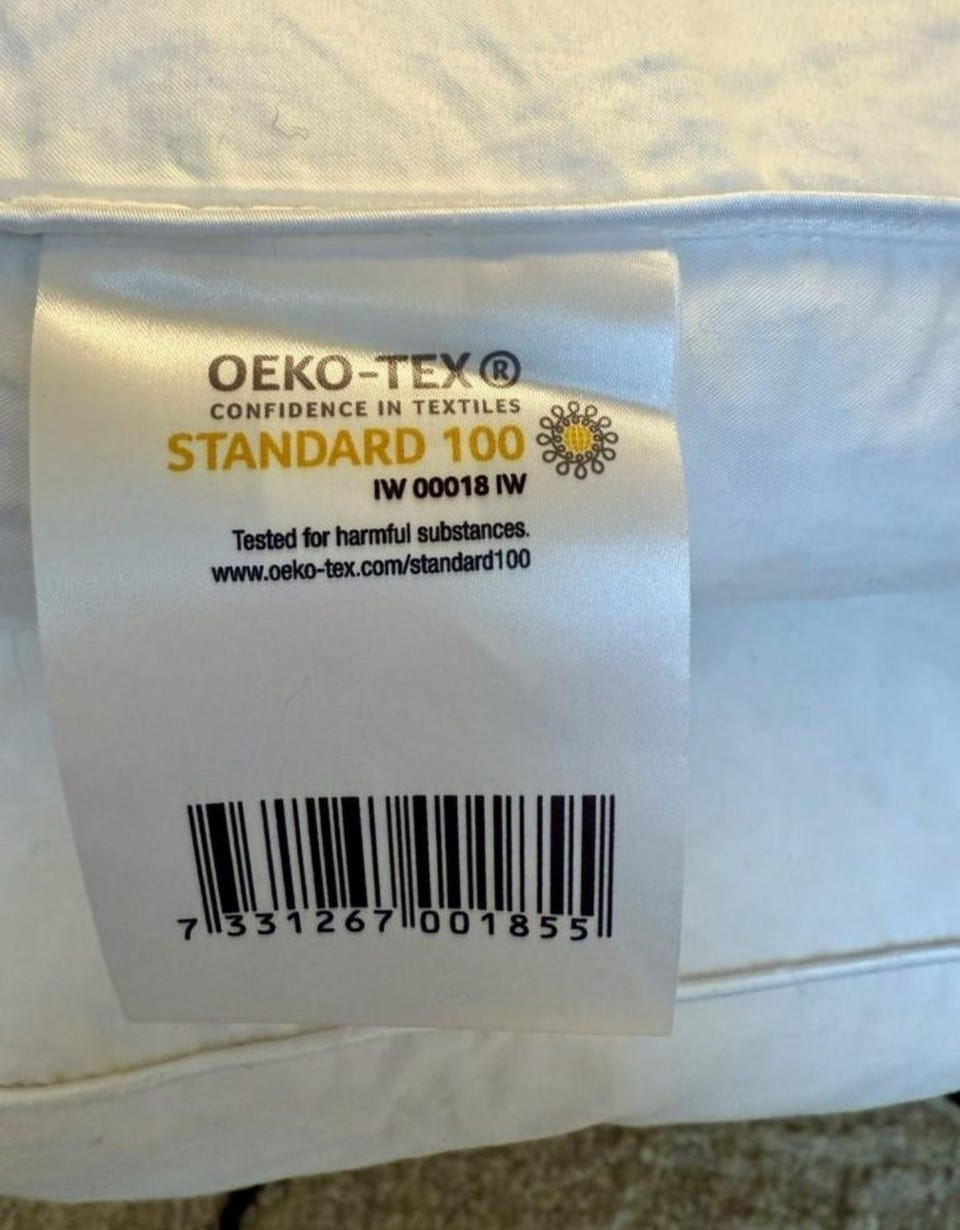 OEKO-TEX®
CONFIDENCE IN TEXTILES
STANDARD 100
IW 00018 IW
Tested for harmful substances.
www.oeko-tex.com/standard100
7 331267 001855